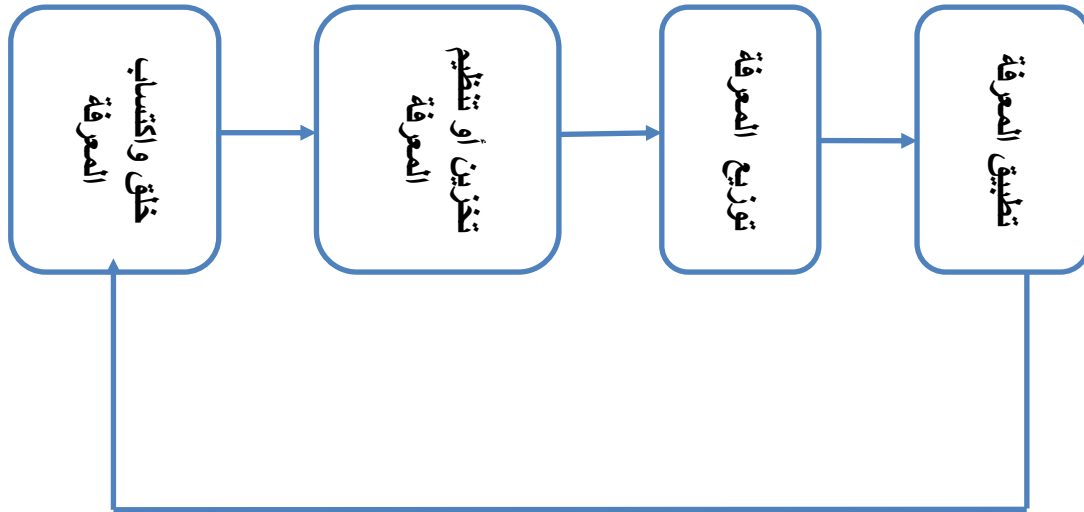 خلق واكتساب
المعرفة
تخزين أو تنظيم
المعرفة
توزيع المعرفة
تطبيق المعرفة